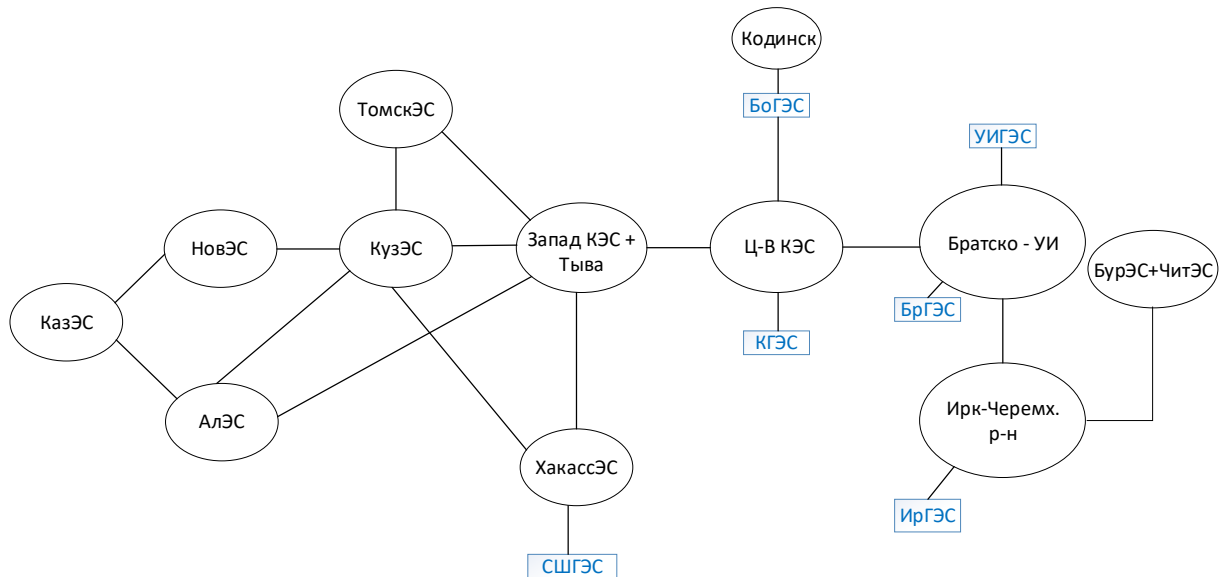 Кодинск
БоГЭС
ТомскЭС
УИГЭС
НовЭС
КузЭС
Запад КЭС +
Тыва
Ц-В КЭС
Братско - УИ
БурЭС+ЧитЭС
КазЭС
БрГЭС
КГЭС
АлЭС
Ирк-Черемх.
р-н
ХакассЭС
ИрГЭС
СШГЭС